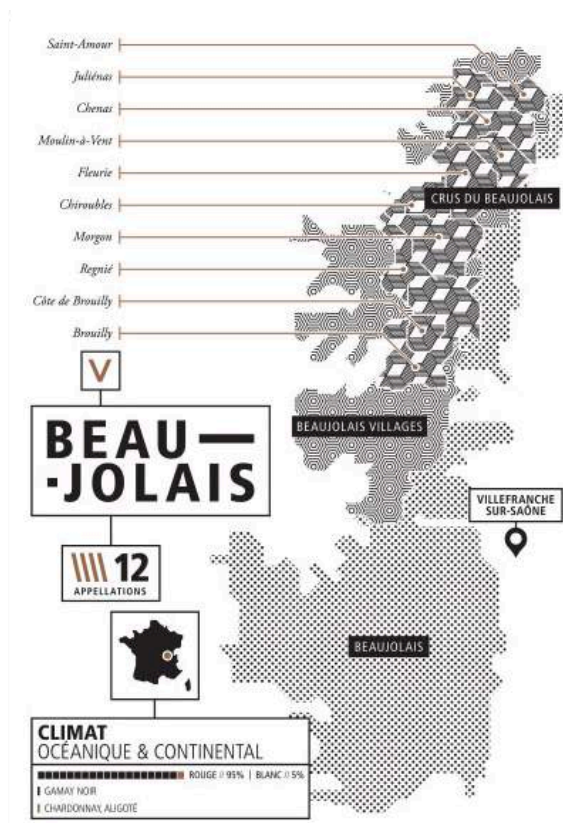 Saint-Amour
Juliénas
Chenas
Moulin-à-Vent
Fleurie
CRUS DU BEAUJOLAIS
Chiroubles
Morgon
Regnié
Côte de Brouilly
Brouilly
V
BEAUJOLAIS VILLAGES
BEAU—
·JOLAIS
VILLEFRANCHE
SUR-SAÔNE
12
APPELLATIONS
BEAUJOLAIS
CLIMAT
OCÉANIQUE & CONTINENTAL
ROUGE // 95% | BLANC // 5%
GAMAY NOIR
CHARDONNAY, ALIGOTÉ